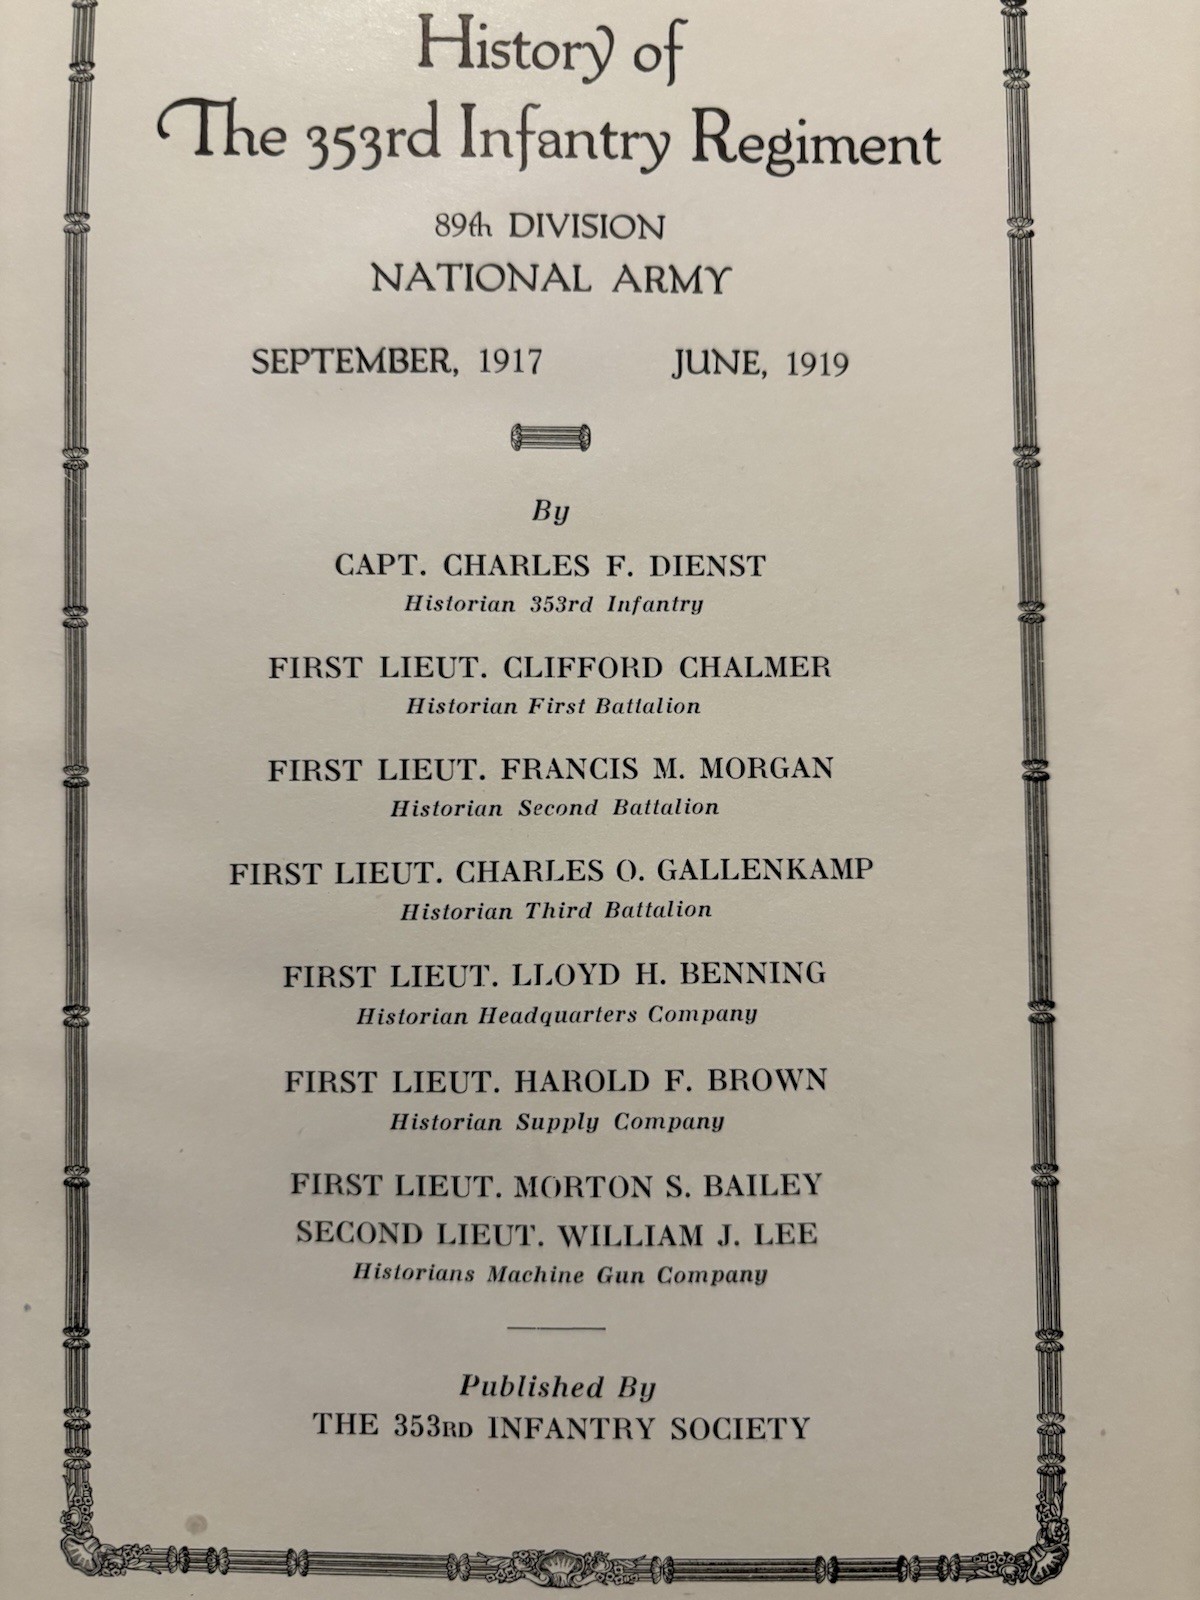 History of
The 353rd Infantry Regiment
89th DIVISION
NATIONAL ARMY
SEPTEMBER, 1917 JUNE, 1919
By
CAPT. CHARLES F. DIENST
Historian 353rd Infantry
FIRST LIEUT. CLIFFORD CHALMER
Historian First Battalion
FIRST LIEUT. FRANCIS M. MORGAN
Historian Second Battalion
FIRST LIEUT. CHARLES O. GALLENKAMP
Historian Third Battalion
FIRST LIEUT. LLOYD H. BENNING
Historian Headquarters Company
FIRST LIEUT. HAROLD F. BROWN
Historian Supply Company
FIRST LIEUT. MORTON S. BAILEY
SECOND LIEUT. WILLIAM J. LEE
Historians Machine Gun Company
Published By
THE 353RD INFANTRY SOCIETY